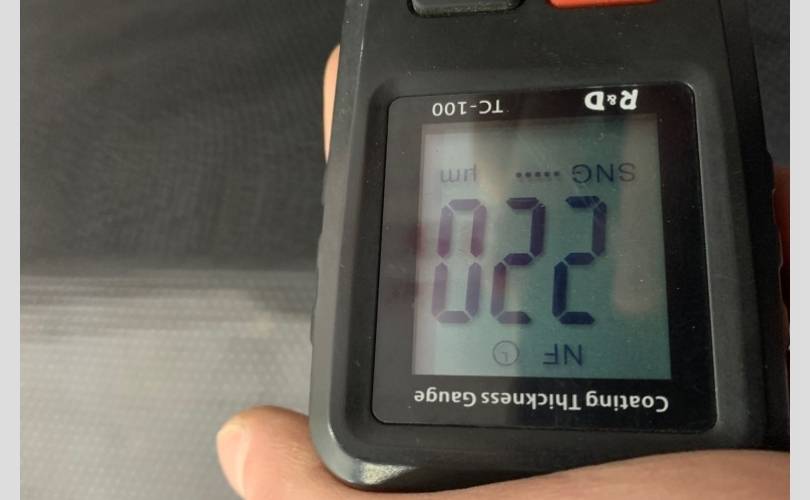 Coating Thickness Gauge
NF
220
SNG ..... µm
R&D TC-100